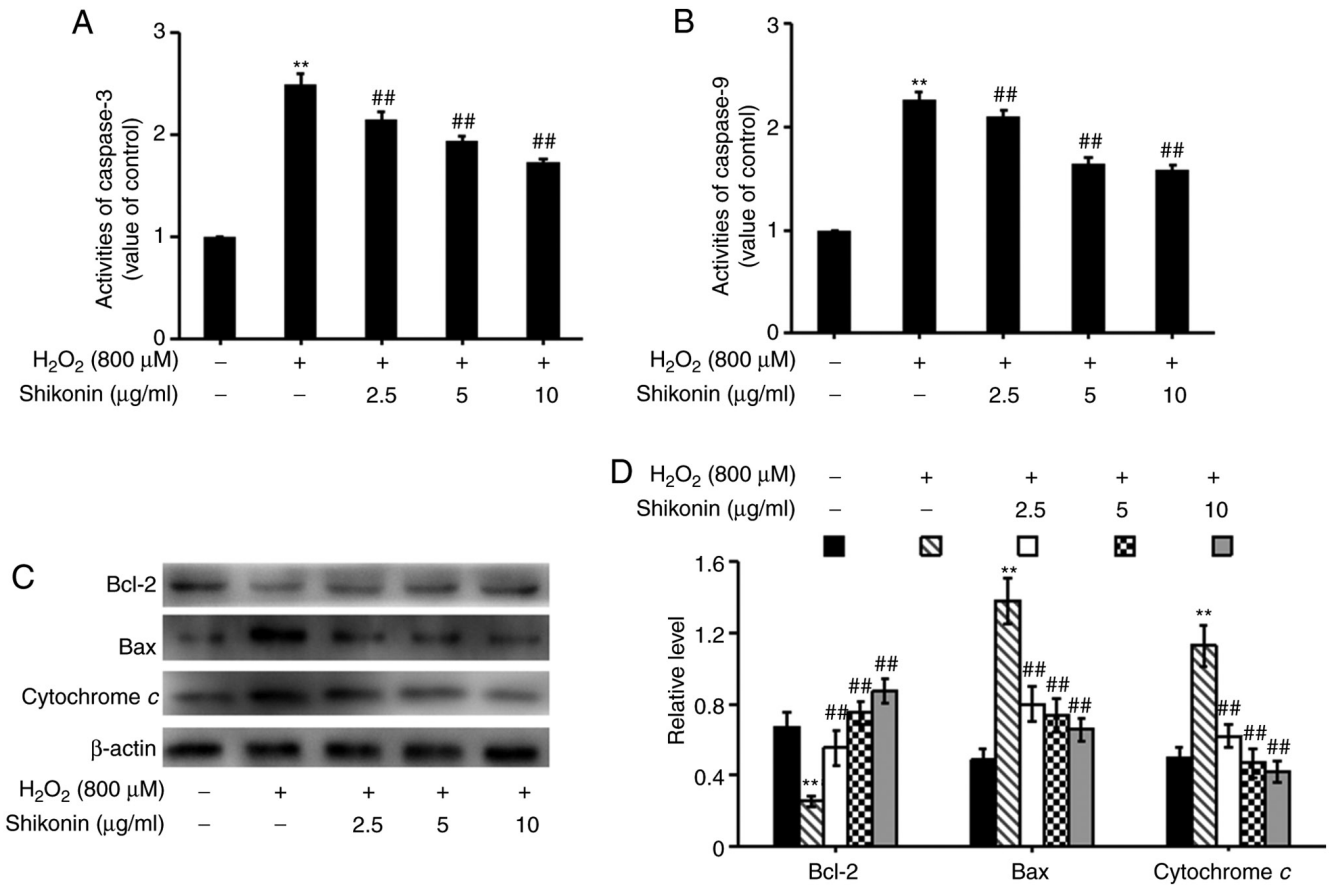 A
Activities of caspase-3
(value of control)
3
2
1
0
**
##
##
##
H₂O₂ (800 μM) – + + + +
Shikonin (μg/ml) – – 2.5 5 10
B
Activities of caspase-9
(value of control)
3
2
1
0
**
##
##
##
H₂O₂ (800 μM) – + + + +
Shikonin (μg/ml) – – 2.5 5 10
C
Bcl-2
Bax
Cytochrome c
β-actin
H₂O₂ (800 μM) – + + + +
Shikonin (μg/ml) – – 2.5 5 10
D
H₂O₂ (800 μM) – + + + +
Shikonin (μg/ml) – – 2.5 5 10
Relative level
1.6
1.2
0.8
0.4
0
**
##
##
##
**
##
##
##
**
##
##
##
Bcl-2 Bax Cytochrome c